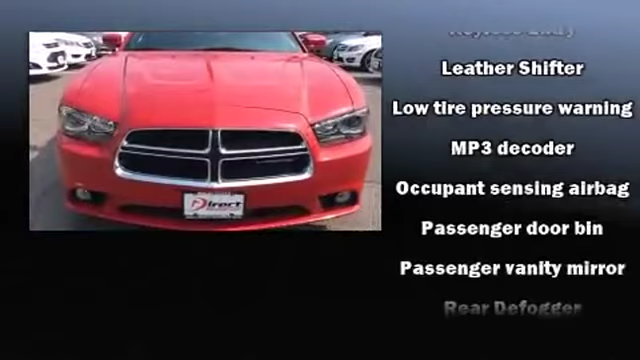 Leather Shifter
Low tire pressure warning
MP3 decoder
Occupant sensing airbag
Passenger door bin
Passenger vanity mirror
Rear Defogger
Direct